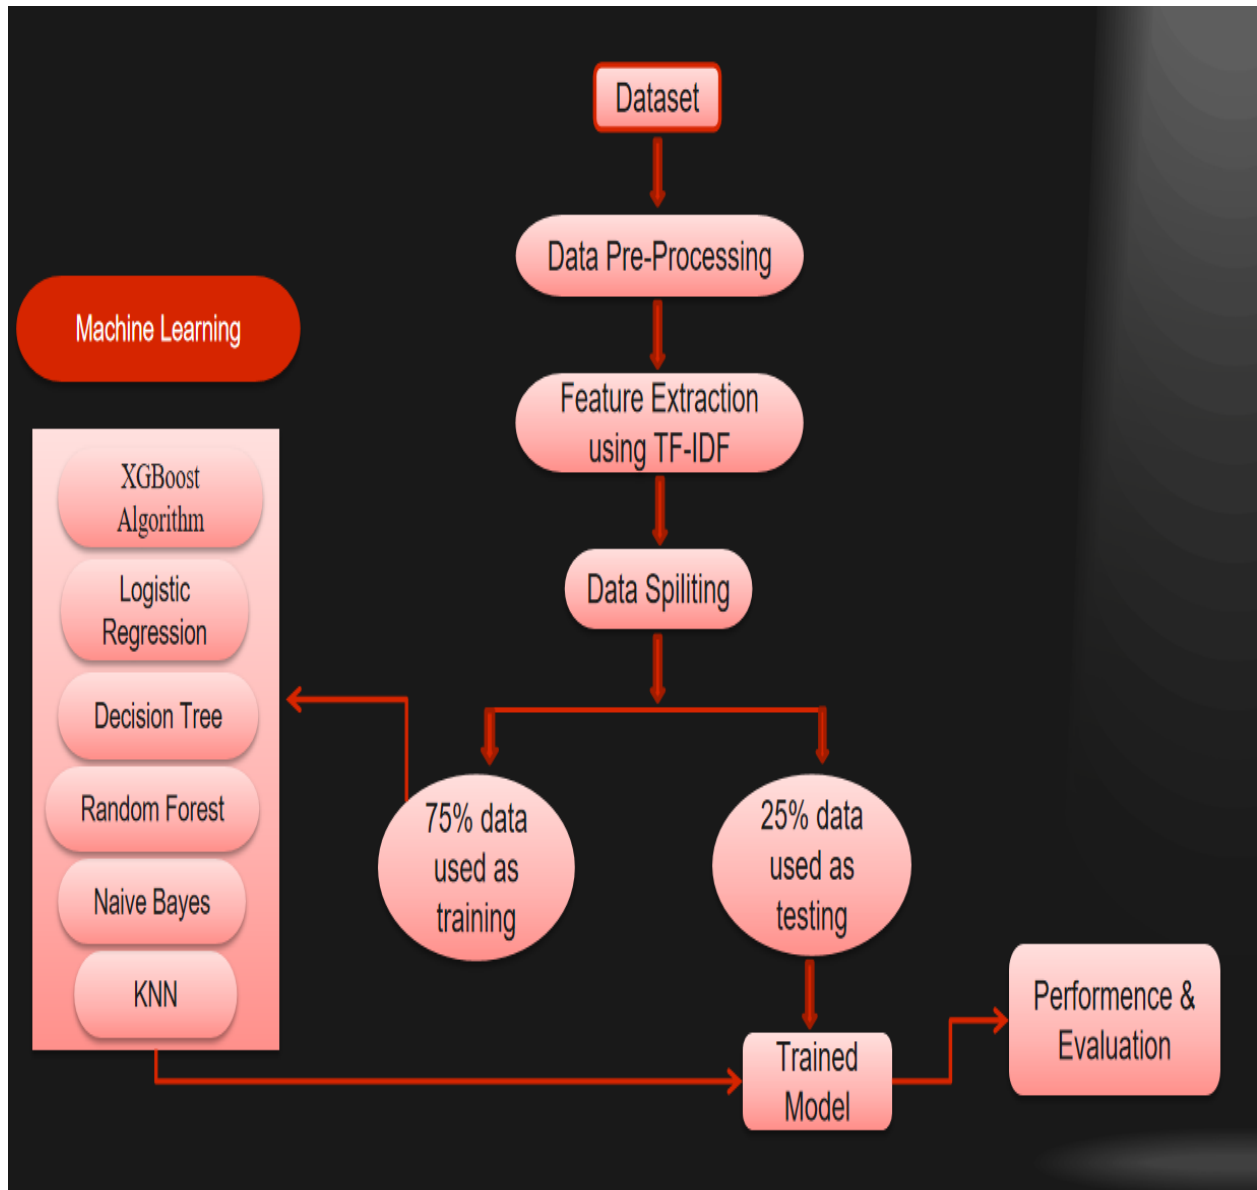 Dataset
Data Pre-Processing
Machine Learning
Feature Extraction
using TF-IDF
XGBoost
Algorithm
Logistic
Regression
Data Spiliting
Decision Tree
Random Forest
Naive Bayes
KNN
75% data
used as
training
25% data
used as
testing
Trained
Model
Performence &
Evaluation